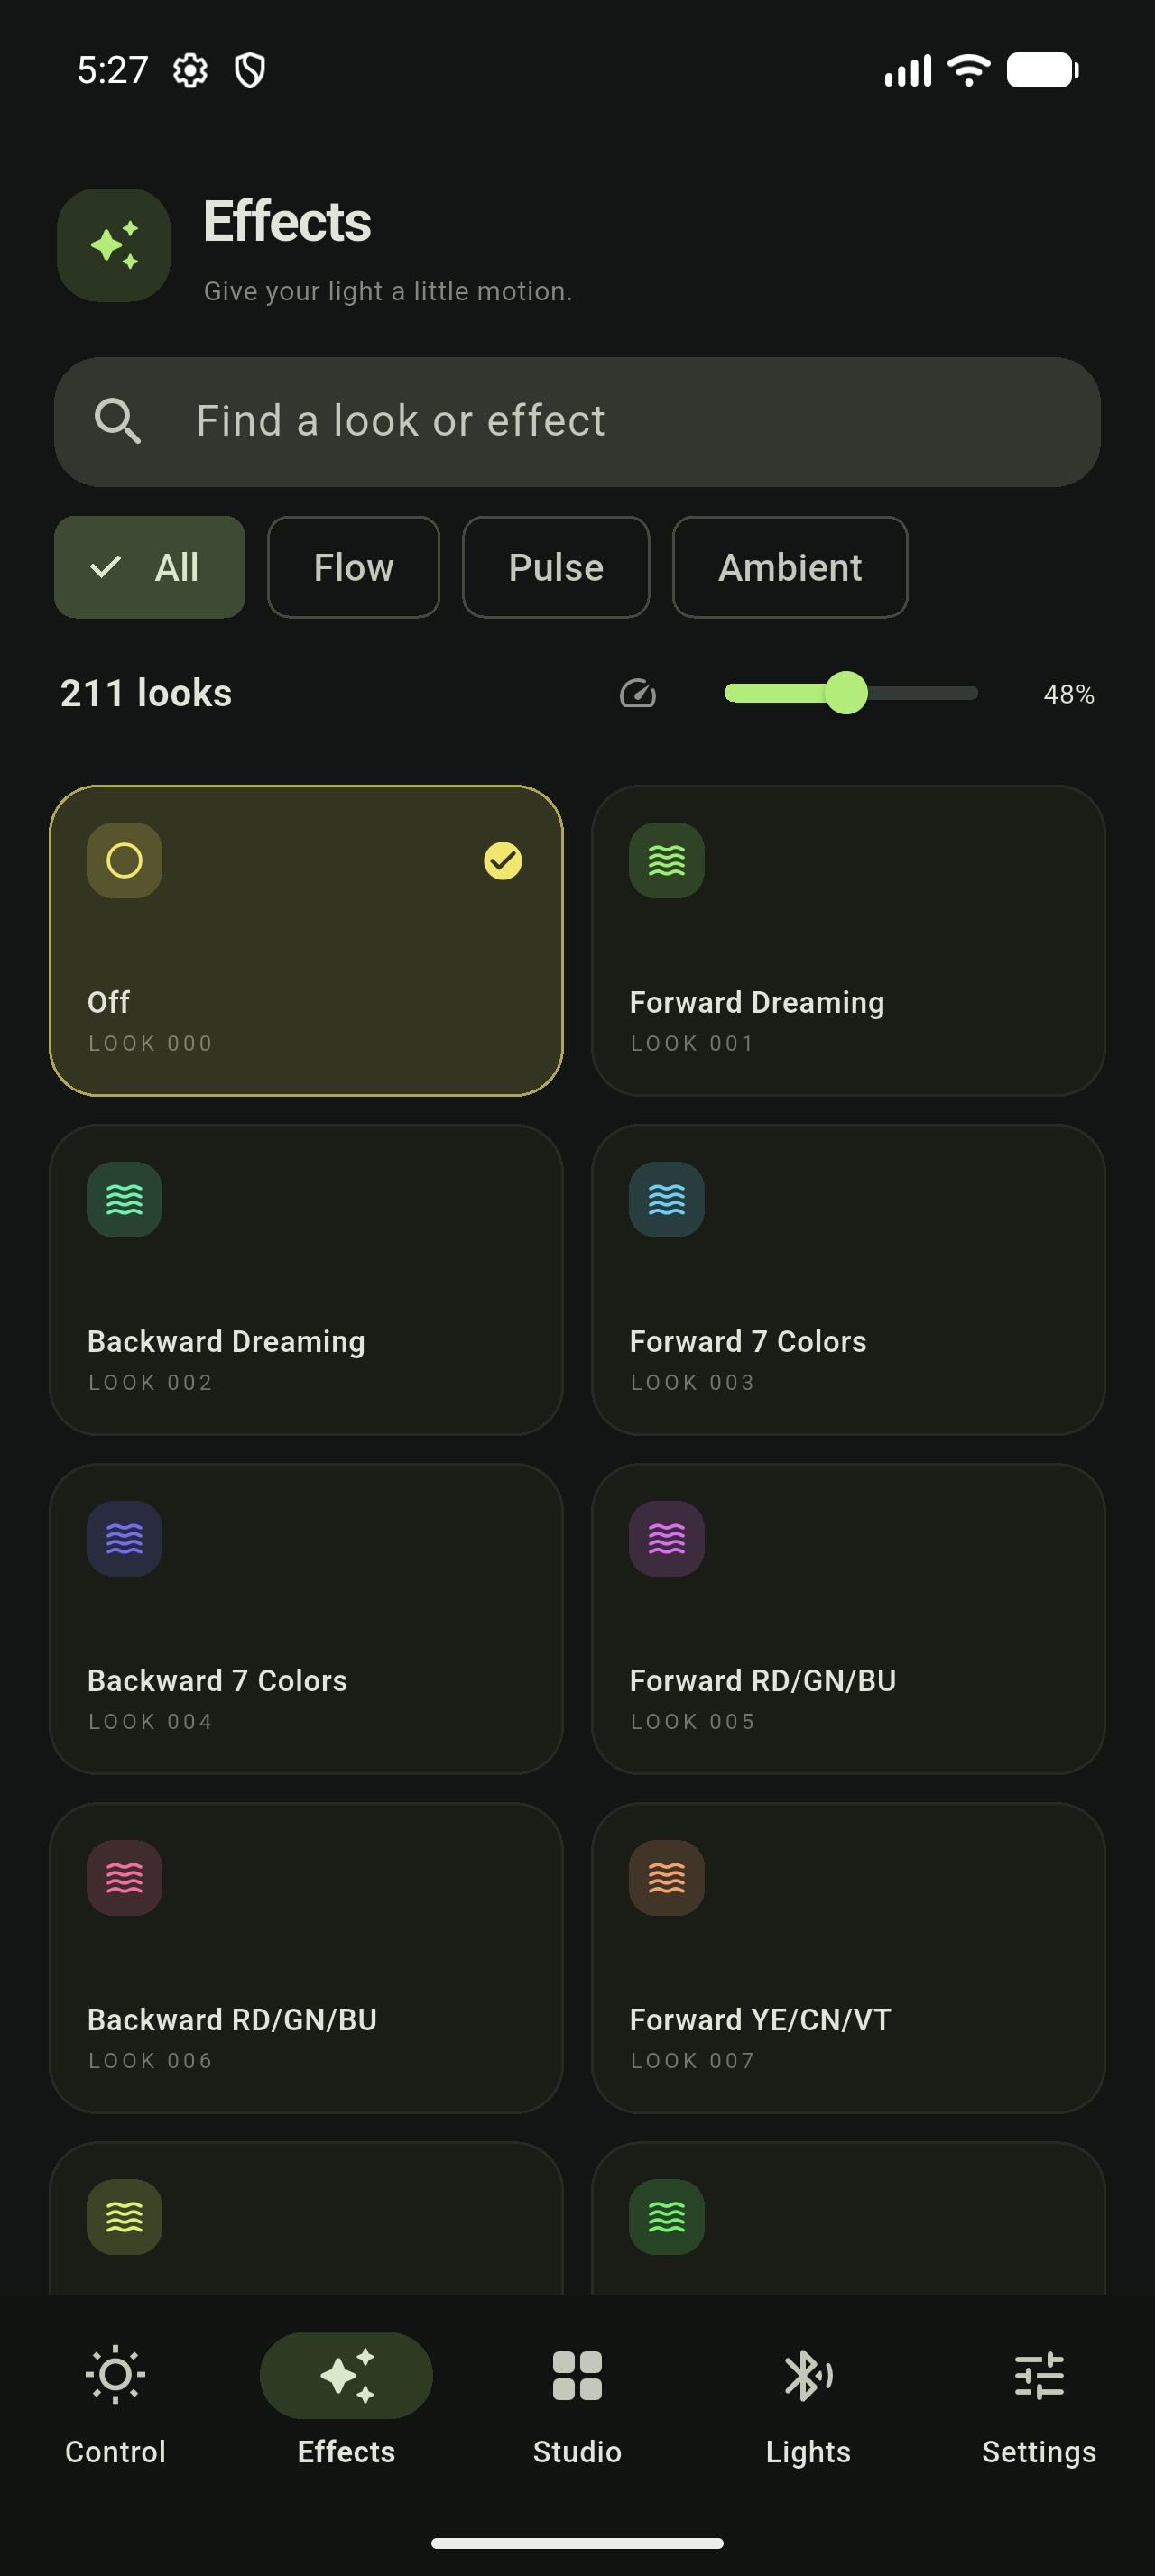 5:27
Effects
Give your light a little motion.
Find a look or effect
All Flow Pulse Ambient
211 looks 48%
Off
LOOK 000
Forward Dreaming
LOOK 001
Backward Dreaming
LOOK 002
Forward 7 Colors
LOOK 003
Backward 7 Colors
LOOK 004
Forward RD/GN/BU
LOOK 005
Backward RD/GN/BU
LOOK 006
Forward YE/CN/VT
LOOK 007
Control Effects Studio Lights Settings